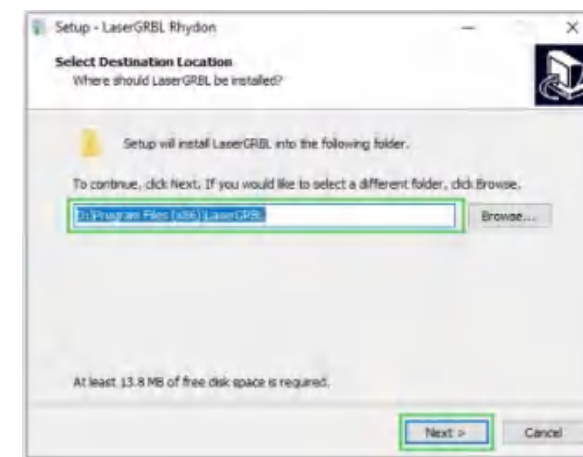 Setup - LaserGRBL Rhydon
Select Destination Location
Where should LaserGRBL be installed?
Setup will install LaserGRBL into the following folder.
To continue, click Next. If you would like to select a different folder, click Browse.
D:\Program Files (x86)\LaserGRBL
Browse...
At least 13.8 MB of free disk space is required.
Next >
Cancel